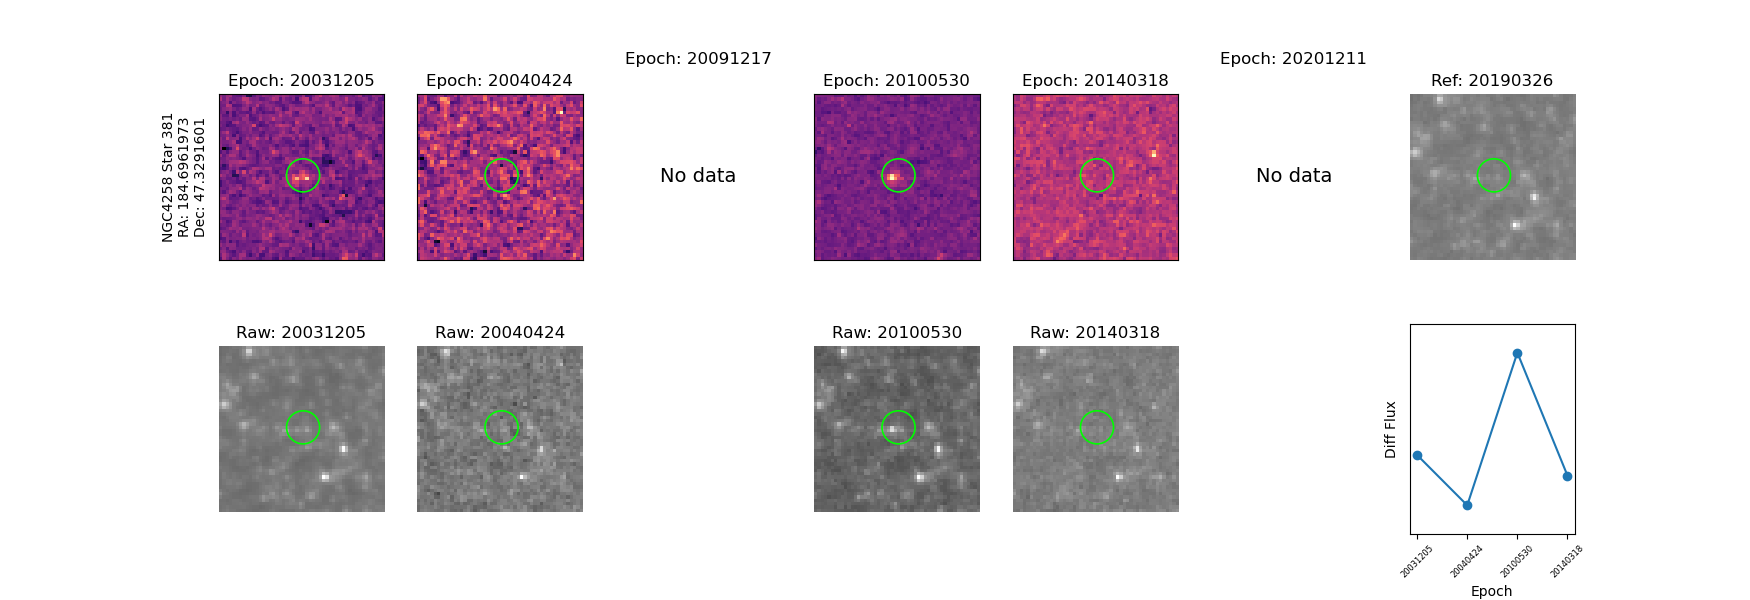 Epoch: 20091217
Epoch: 20201211
Epoch: 20031205
Epoch: 20040424
Epoch: 20100530
Epoch: 20140318
Ref: 20190326
NGC4258 Star 381
RA: 184.6961973
Dec: 47.3291601
No data
No data
Raw: 20031205
Raw: 20040424
Raw: 20100530
Raw: 20140318
Diff Flux
20031205
20040424
20100530
20140318
Epoch